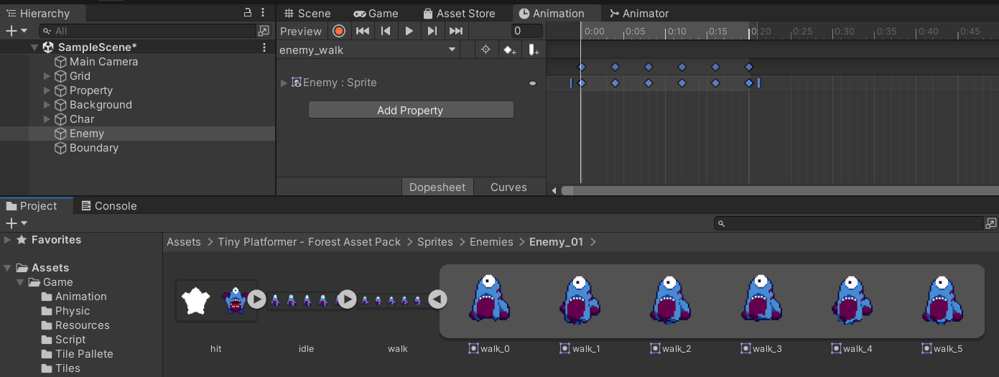 Hierarchy
All
SampleScene*
Main Camera
Grid
Property
Background
Char
Enemy
Boundary
Scene
Game
Asset Store
Animation
Animator
Preview
0
0:00 0:05 0:10 0:15 0:20 0:25 0:30 0:35 0:40 0:45
enemy_walk
Enemy : Sprite
Add Property
Dopesheet
Curves
Project
Console
Favorites
Assets
Game
Animation
Physic
Resources
Script
Tile Pallete
Tiles
Assets > Tiny Platformer - Forest Asset Pack > Sprites > Enemies > Enemy_01 >
hit
idle
walk
walk_0
walk_1
walk_2
walk_3
walk_4
walk_5